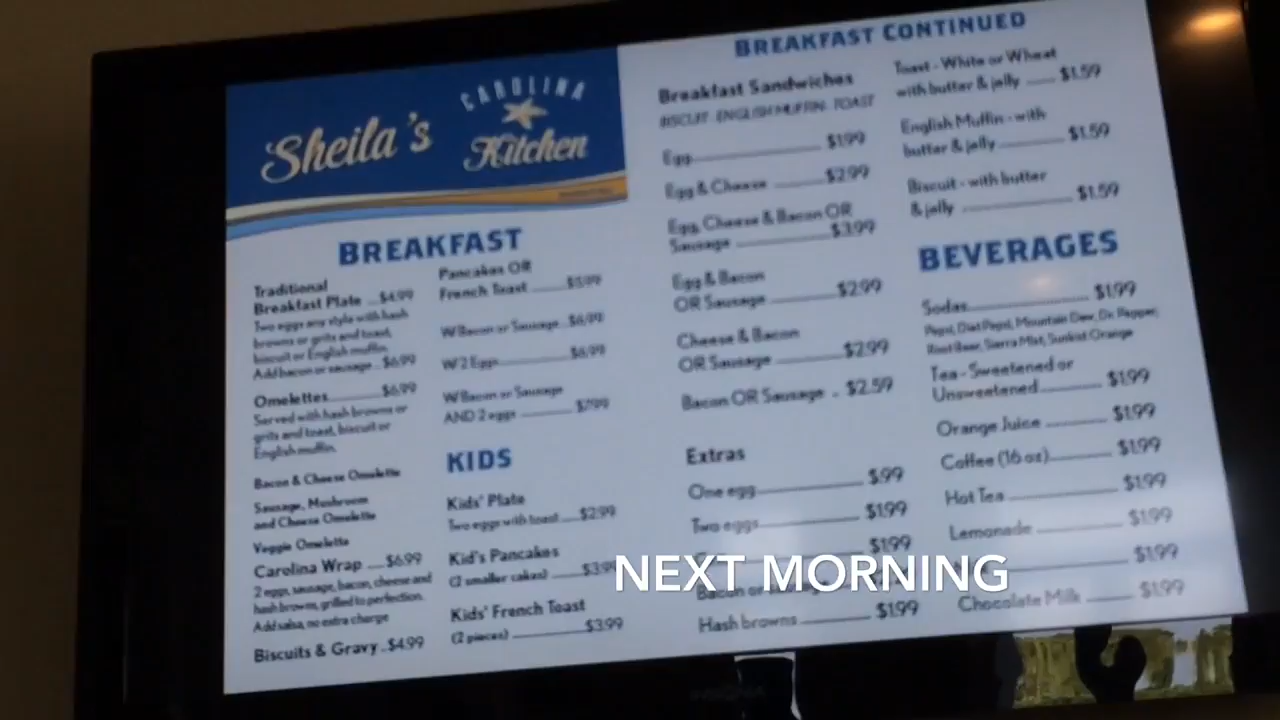 Sheila's
CAROLINA
Kitchen
BREAKFAST
Traditional
Breakfast Plate ...$4.99
Two eggs any style with hash
browns or grits and toast,
biscuit or English muffin.
Add bacon or sausage ..$6.99
Omelettes..........$6.99
Served with hash browns or
grits and toast, biscuit or
English muffin.
Bacon & Cheese Omelette
Sausage, Mushroom
and Cheese Omelette
Veggie Omelette
Carolina Wrap ....$6.99
2 eggs, sausage, bacon, cheese and
hash browns, grilled to perfection.
Add salsa, no extra charge
Biscuits & Gravy..$4.99
Pancakes OR
French Toast ........$5.99
W/Bacon or Sausage ..$6.99
W/2 Eggs..............$6.99
W/Bacon or Sausage
AND 2 eggs ..........$7.99
KIDS
Kids' Plate
Two eggs with toast.....$2.99
Kid's Pancakes
(2 smaller cakes) .......$3.99
Kids' French Toast
(2 pieces) ..............$3.99
BREAKFAST CONTINUED
Breakfast Sandwiches
BISCUIT - ENGLISH MUFFIN - TOAST
Egg.....................$1.99
Egg & Cheese .........$2.99
Egg, Cheese & Bacon OR
Sausage ................$3.99
Egg & Bacon
OR Sausage ............$2.99
Cheese & Bacon
OR Sausage ............$2.99
Bacon OR Sausage ..$2.59
Extras
One egg..................$.99
Two eggs................$1.99
$1.99
Bacon or
Hash browns ...........$1.99
Toast - White or Wheat
with butter & jelly .....$1.59
English Muffin - with
butter & jelly ...........$1.59
Biscuit - with butter
& jelly ..................$1.59
BEVERAGES
Sodas....................$1.99
Pepsi, Diet Pepsi, Mountain Dew, Dr. Pepper,
Root Beer, Sierra Mist, Sunkist Orange
Tea - Sweetened or
Unsweetened............$1.99
Orange Juice ...........$1.99
Coffee (16 oz)..........$1.99
Hot Tea .................$1.99
Lemonade ..............$1.99
$1.99
Chocolate Milk .......$1.99
NEXT MORNING